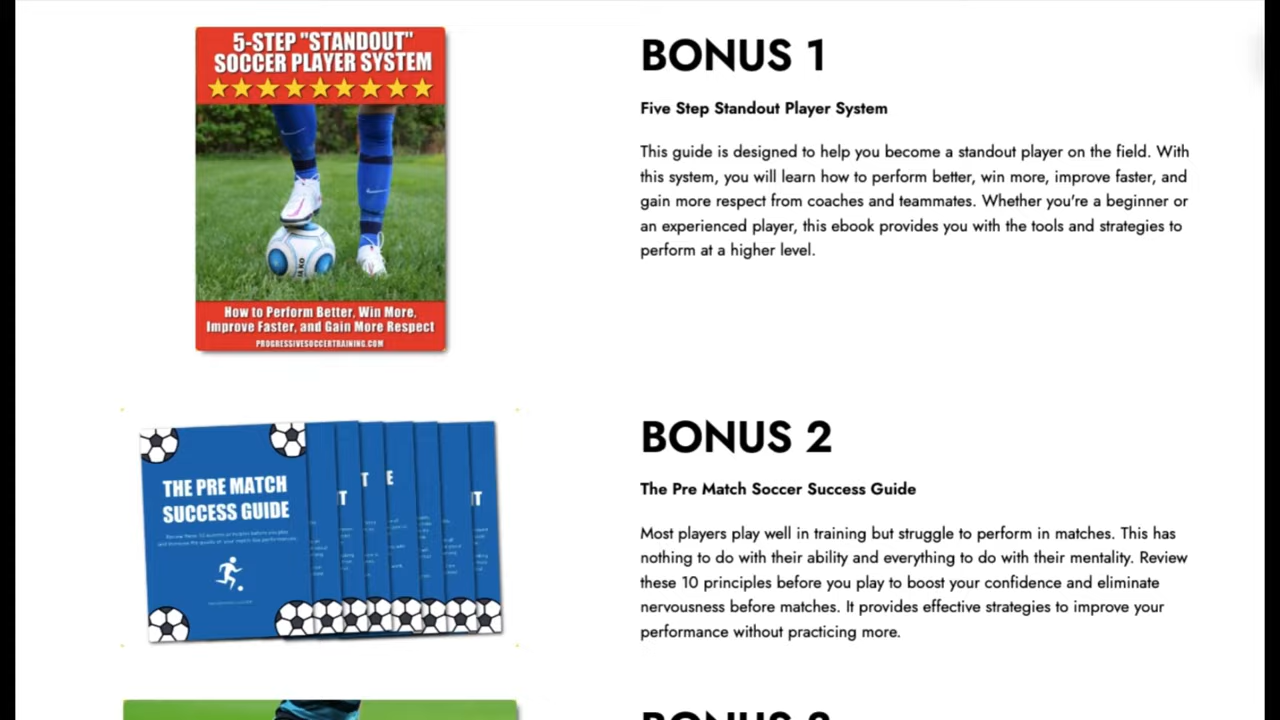 5-STEP "STANDOUT"
SOCCER PLAYER SYSTEM
How to Perform Better, Win More,
Improve Faster, and Gain More Respect
PROGRESSIVESOCCERTRAINING.COM
BONUS 1
Five Step Standout Player System
This guide is designed to help you become a standout player on the field. With
this system, you will learn how to perform better, win more, improve faster, and
gain more respect from coaches and teammates. Whether you're a beginner or
an experienced player, this ebook provides you with the tools and strategies to
perform at a higher level.
THE PRE MATCH
SUCCESS GUIDE
BONUS 2
The Pre Match Soccer Success Guide
Most players play well in training but struggle to perform in matches. This has
nothing to do with their ability and everything to do with their mentality. Review
these 10 principles before you play to boost your confidence and eliminate
nervousness before matches. It provides effective strategies to improve your
performance without practicing more.
BONUS